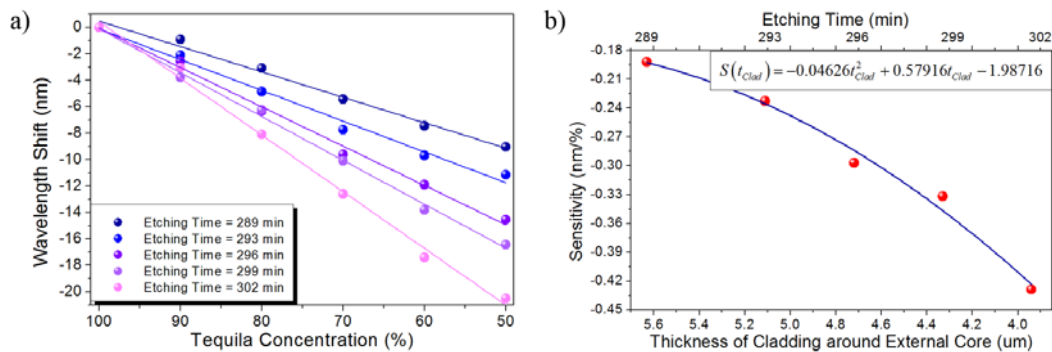 a)
Wavelength Shift (nm)
0
-2
-4
-6
-8
-10
-12
-14
-16
-18
-20
Etching Time = 289 min
Etching Time = 293 min
Etching Time = 296 min
Etching Time = 299 min
Etching Time = 302 min
100 90 80 70 60 50
Tequila Concentration (%)
b)
Etching Time (min)
289 293 296 299 302
S(t_Clad) = -0.04626t²_Clad + 0.57916t_Clad - 1.98716
Sensitivity (nm/%)
-0.18
-0.21
-0.24
-0.27
-0.30
-0.33
-0.36
-0.39
-0.42
-0.45
5.6 5.2 5.0 4.8 4.6 4.4 4.2 4.0
Thickness of Cladding around External Core (um)